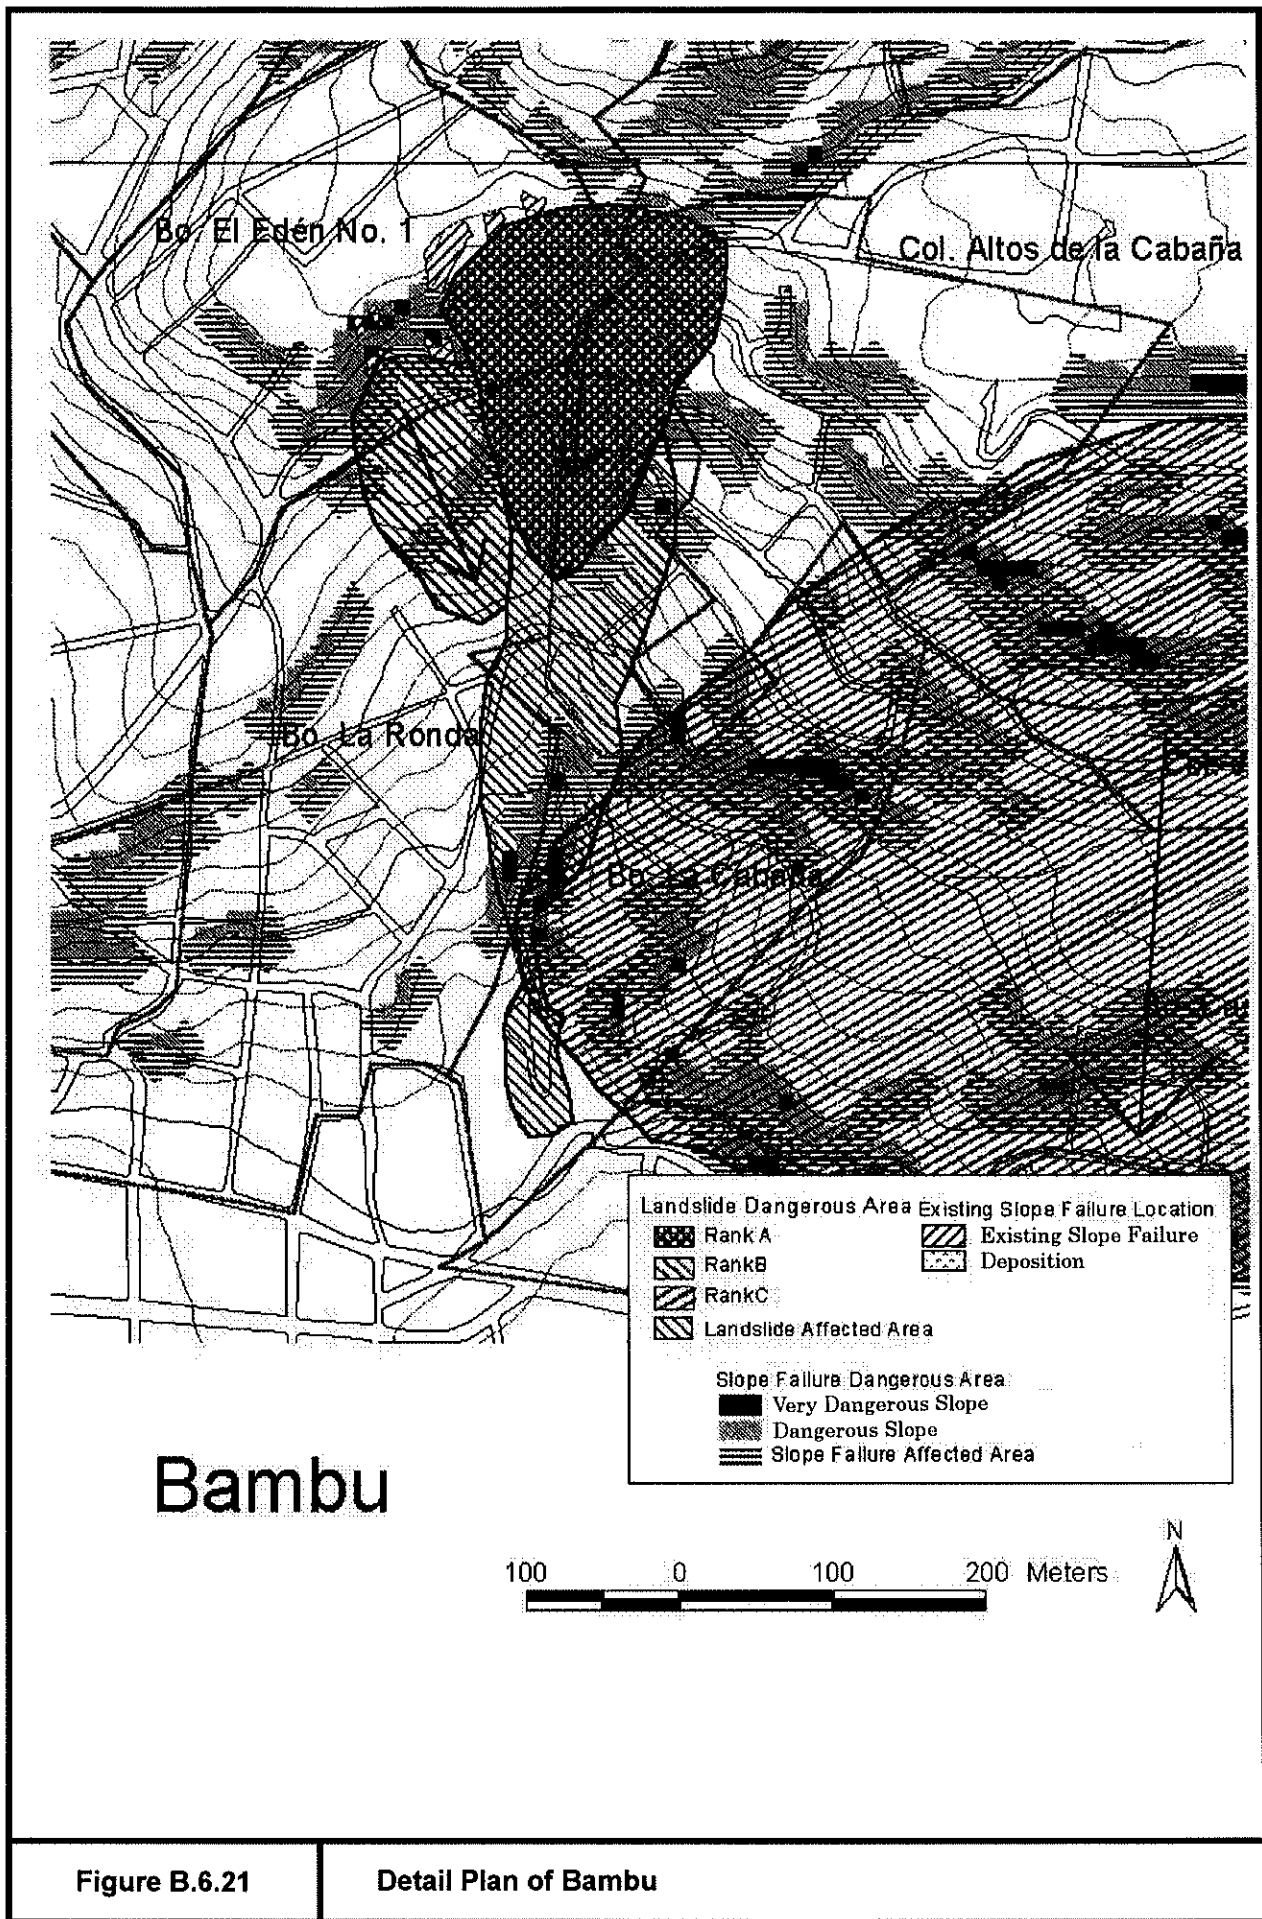 Bo. El Edén No. 1
Col. Altos de la Cabaña
Bo. La Ronda
Bo. La Cabaña
Landslide Dangerous Area
Rank A
RankB
RankC
Landslide Affected Area
Existing Slope Failure Location
Existing Slope Failure
Deposition
Slope Failure Dangerous Area
Very Dangerous Slope
Dangerous Slope
Slope Failure Affected Area
Bambu
100 0 100 200 Meters
N
Figure B.6.21
Detail Plan of Bambu